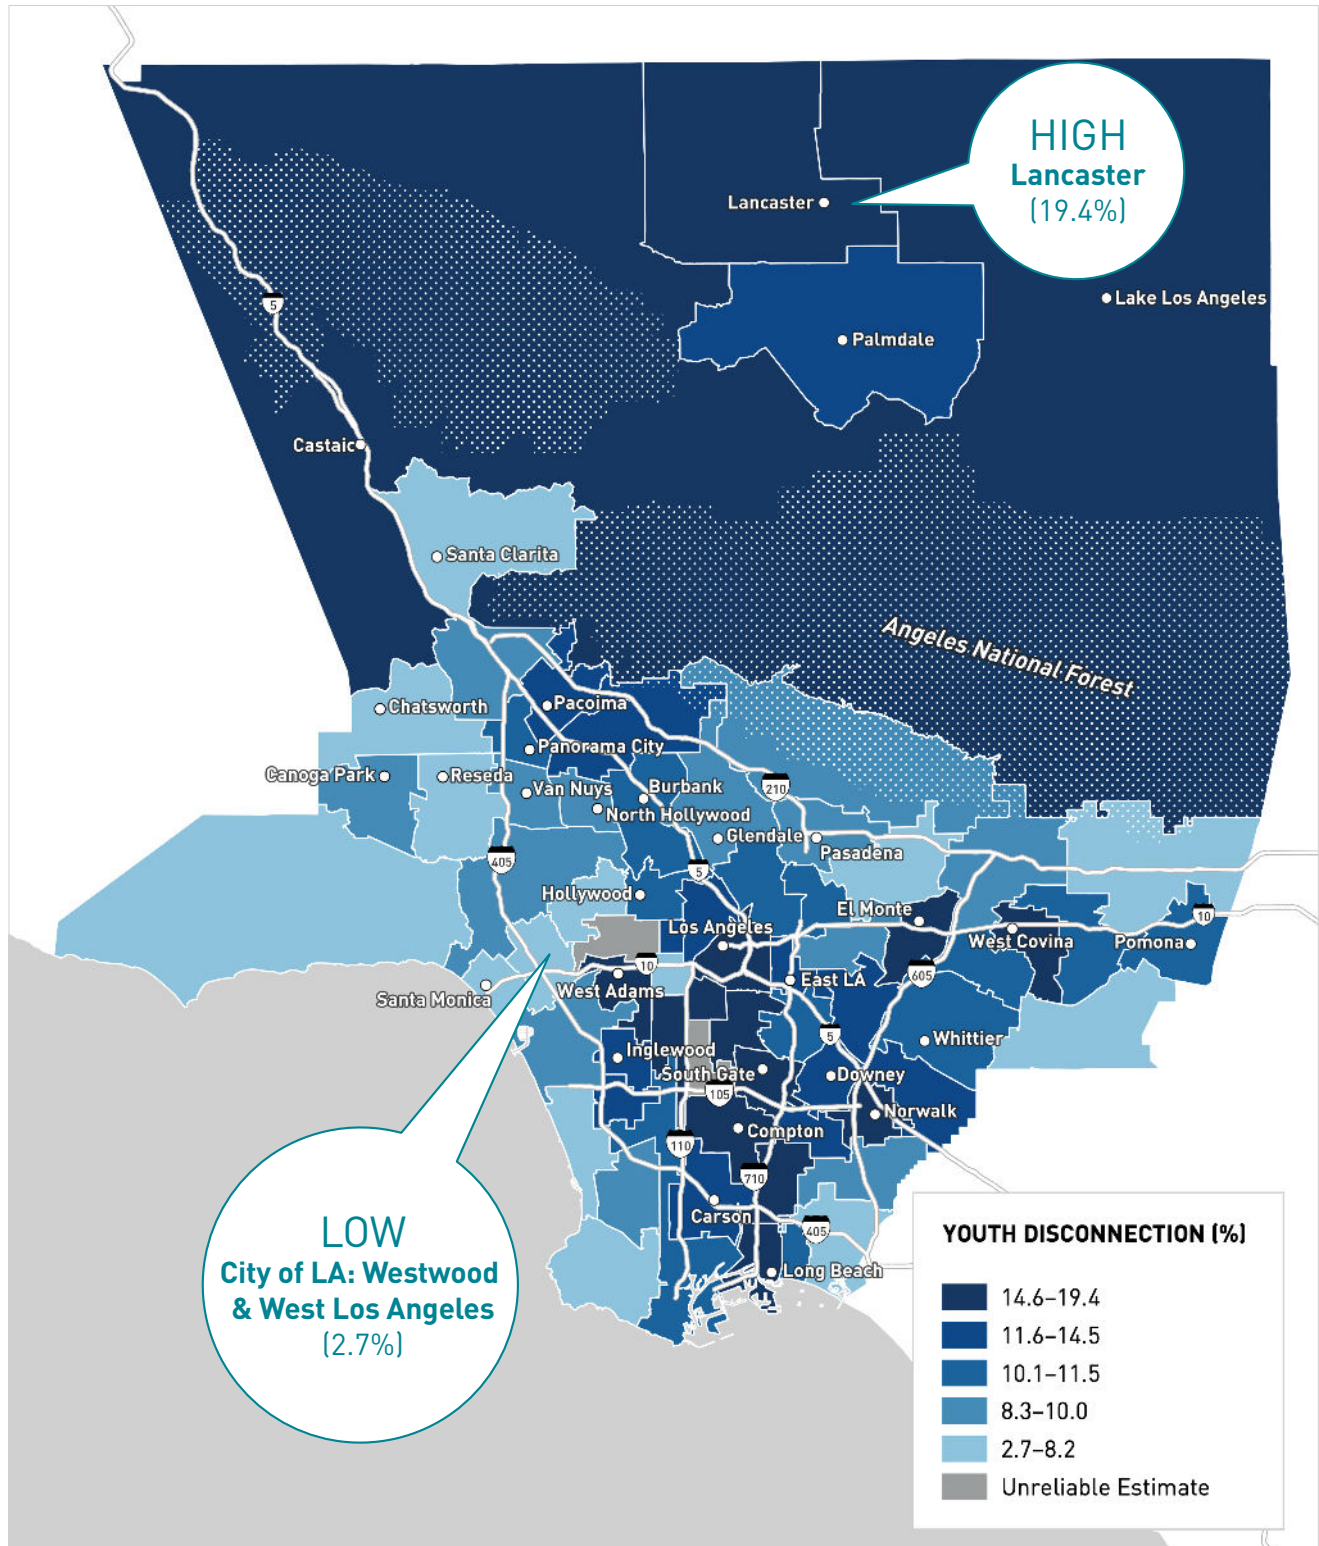 HIGH
Lancaster
(19.4%)
Lancaster
Lake Los Angeles
5
Palmdale
Castaic
Santa Clarita
Angeles National Forest
Chatsworth
Pacoima
Panorama City
Canoga Park
Reseda
Van Nuys
Burbank
210
North Hollywood
Glendale
Pasadena
405
5
Hollywood
El Monte
10
Los Angeles
West Covina
Pomona
10
605
East LA
Santa Monica
West Adams
5
Whittier
Inglewood
South Gate
Downey
105
Norwalk
Compton
110
710
Carson
405
Long Beach
LOW
City of LA: Westwood
& West Los Angeles
(2.7%)
YOUTH DISCONNECTION (%)
14.6–19.4
11.6–14.5
10.1–11.5
8.3–10.0
2.7–8.2
Unreliable Estimate